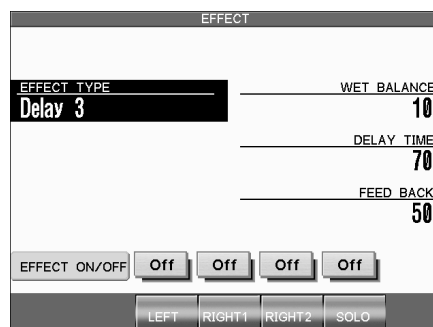 EFFECT
EFFECT TYPE
Delay 3
WET BALANCE
10
DELAY TIME
70
FEED BACK
50
EFFECT ON/OFF Off Off Off Off
LEFT RIGHT1 RIGHT2 SOLO